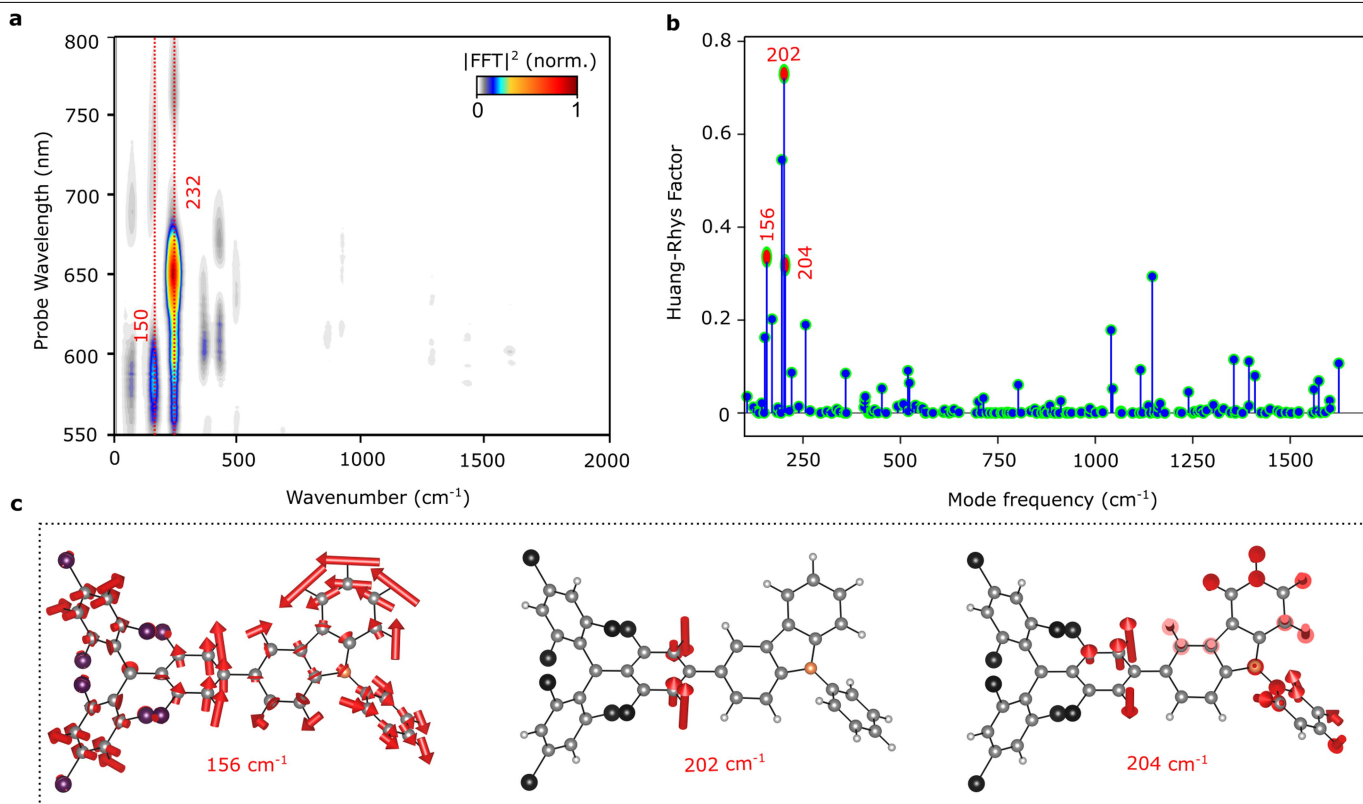 a
800
750
700
650
600
550
Probe Wavelength (nm)
|FFT|² (norm.)
0
1
232
150
0
500
1000
1500
2000
Wavenumber (cm⁻¹)
b
0.8
0.6
0.4
0.2
0
Huang-Rhys Factor
202
156
204
250
500
750
1000
1250
1500
Mode frequency (cm⁻¹)
c
156 cm⁻¹
202 cm⁻¹
204 cm⁻¹